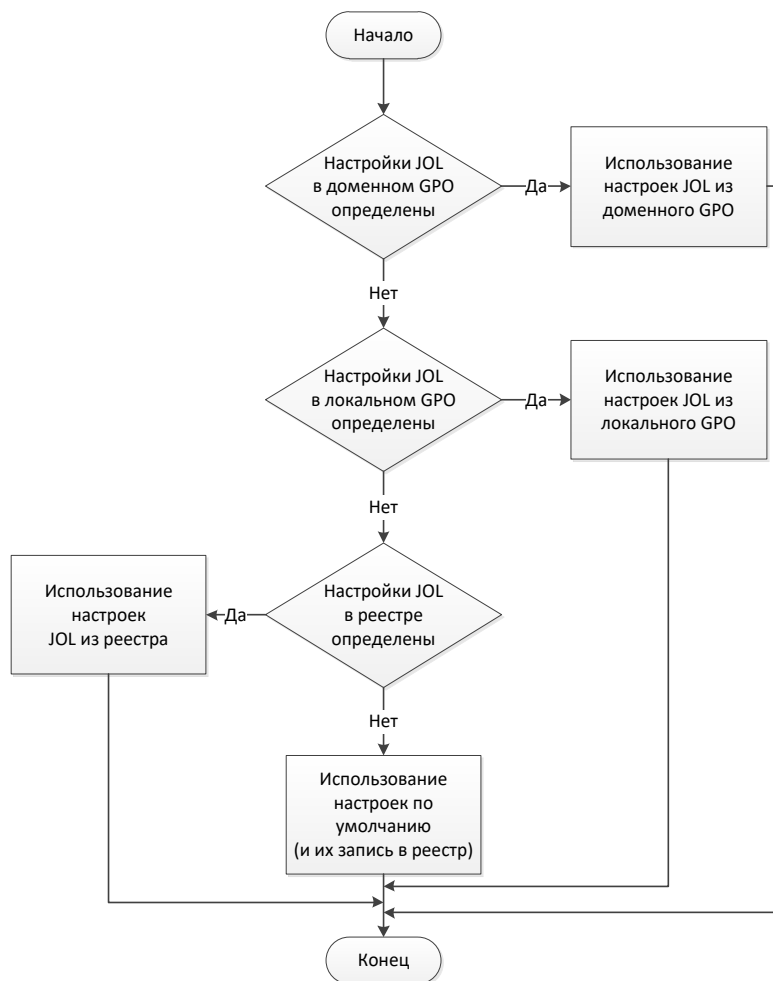 Начало
Настройки JOL
в доменном GPO
определены
Да
Использование
настроек JOL из
доменного GPO
Нет
Настройки JOL
в локальном GPO
определены
Да
Использование
настроек JOL из
локального GPO
Нет
Использование
настроек
JOL из реестра
Да
Настройки JOL
в реестре
определены
Нет
Использование
настроек по
умолчанию
(и их запись в реестр)
Конец